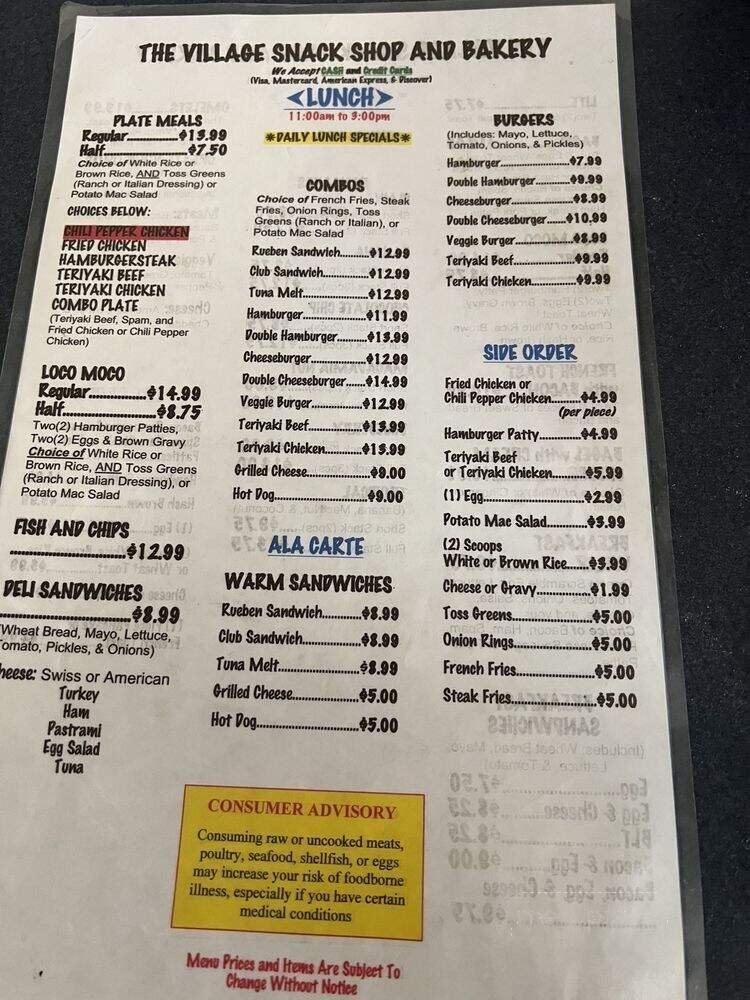 THE VILLAGE SNACK SHOP AND BAKERY
We Accept CASH and Credit Cards
(Visa, Mastercard, American Express, & Discover)
<LUNCH>
11:00am to 3:00pm
*DAILY LUNCH SPECIALS*
PLATE MEALS
Regular..............$13.99
Half....................$7.50
Choice of White Rice or
Brown Rice, AND Toss Greens
(Ranch or Italian Dressing) or
Potato Mac Salad
CHOICES BELOW:
CHILI PEPPER CHICKEN
FRIED CHICKEN
HAMBURGERSTEAK
TERIYAKI BEEF
TERIYAKI CHICKEN
COMBO PLATE
(Teriyaki Beef, Spam, and
Fried Chicken or Chili Pepper
Chicken)
LOCO MOCO
Regular..............$14.99
Half....................$8.75
Two(2) Hamburger Patties,
Two(2) Eggs & Brown Gravy
Choice of White Rice or
Brown Rice, AND Toss Greens
(Ranch or Italian Dressing), or
Potato Mac Salad
FISH AND CHIPS
....................$12.99
DELI SANDWICHES
....................$8.99
(Wheat Bread, Mayo, Lettuce,
Tomato, Pickles, & Onions)
heese: Swiss or American
Turkey
Ham
Pastrami
Egg Salad
Tuna
COMBOS
Choice of French Fries, Steak
Fries, Onion Rings, Toss
Greens (Ranch or Italian), or
Potato Mac Salad
Rueben Sandwich.........$12.99
Club Sandwich............$12.99
Tuna Melt..................$12.99
Hamburger................$11.99
Double Hamburger.......$13.99
Cheeseburger.............$12.99
Double Cheeseburger....$14.99
Veggie Burger............$12.99
Teriyaki Beef..............$13.99
Teriyaki Chicken.........$13.99
Grilled Cheese.............$9.00
Hot Dog.....................$9.00
ALA CARTE
WARM SANDWICHES
Rueben Sandwich.........$8.99
Club Sandwich.............$8.99
Tuna Melt...................$8.99
Grilled Cheese.............$5.00
Hot Dog.....................$5.00
BURGERS
(Includes: Mayo, Lettuce,
Tomato, Onions, & Pickles)
Hamburger................$7.99
Double Hamburger.........$9.99
Cheeseburger..............$8.99
Double Cheeseburger.....$10.99
Veggie Burger..............$8.99
Teriyaki Beef...............$9.99
Teriyaki Chicken...........$9.99
SIDE ORDER
Fried Chicken or
Chili Pepper Chicken......$4.99
(per piece)
Hamburger Patty..........$4.99
Teriyaki Beef
or Teriyaki Chicken........$5.99
(1) Egg......................$2.99
Potato Mac Salad..........$3.99
(2) Scoops
White or Brown Rice.....$3.99
Cheese or Gravy...........$1.99
Toss Greens................$5.00
Onion Rings................$5.00
French Fries...............$5.00
Steak Fries................$5.00
CONSUMER ADVISORY
Consuming raw or uncooked meats,
poultry, seafood, shellfish, or eggs
may increase your risk of foodborne
illness, especially if you have certain
medical conditions
Menu Prices and Items Are Subject To
Change Without Notice